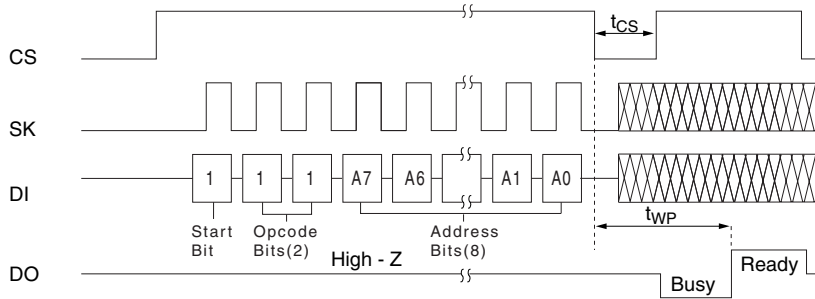 tCS
CS
SK
DI
1 1 1 A7 A6 A1 A0
Start Bit
Opcode Bits(2)
Address Bits(8)
tWP
High - Z
DO
Busy
Ready